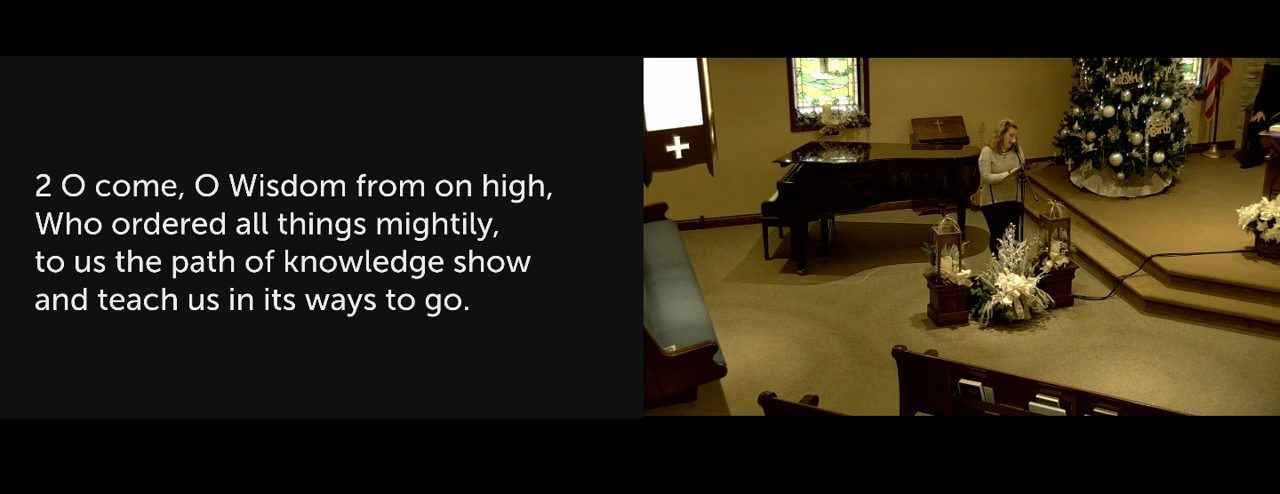 2 O come, O Wisdom from on high,
Who ordered all things mightily,
to us the path of knowledge show
and teach us in its ways to go.